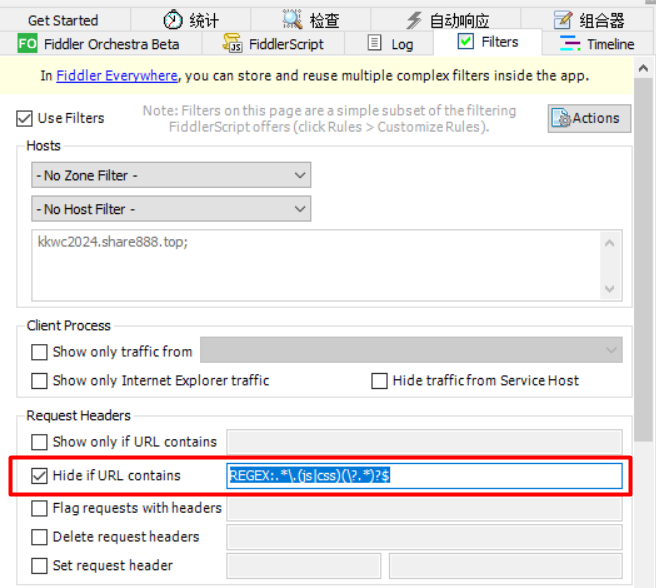 Get Started 统计 检查 自动响应 组合器
FO Fiddler Orchestra Beta JS FiddlerScript Log Filters Timeline
In Fiddler Everywhere, you can store and reuse multiple complex filters inside the app.
Use Filters
Note: Filters on this page are a simple subset of the filtering
FiddlerScript offers (click Rules > Customize Rules).
Actions
Hosts
- No Zone Filter -
- No Host Filter -
kkwc2024.share888.top;
Client Process
Show only traffic from
Show only Internet Explorer traffic Hide traffic from Service Host
Request Headers
Show only if URL contains
Hide if URL contains REGEX:.*\.(js|css)(\?.*)?$
Flag requests with headers
Delete request headers
Set request header